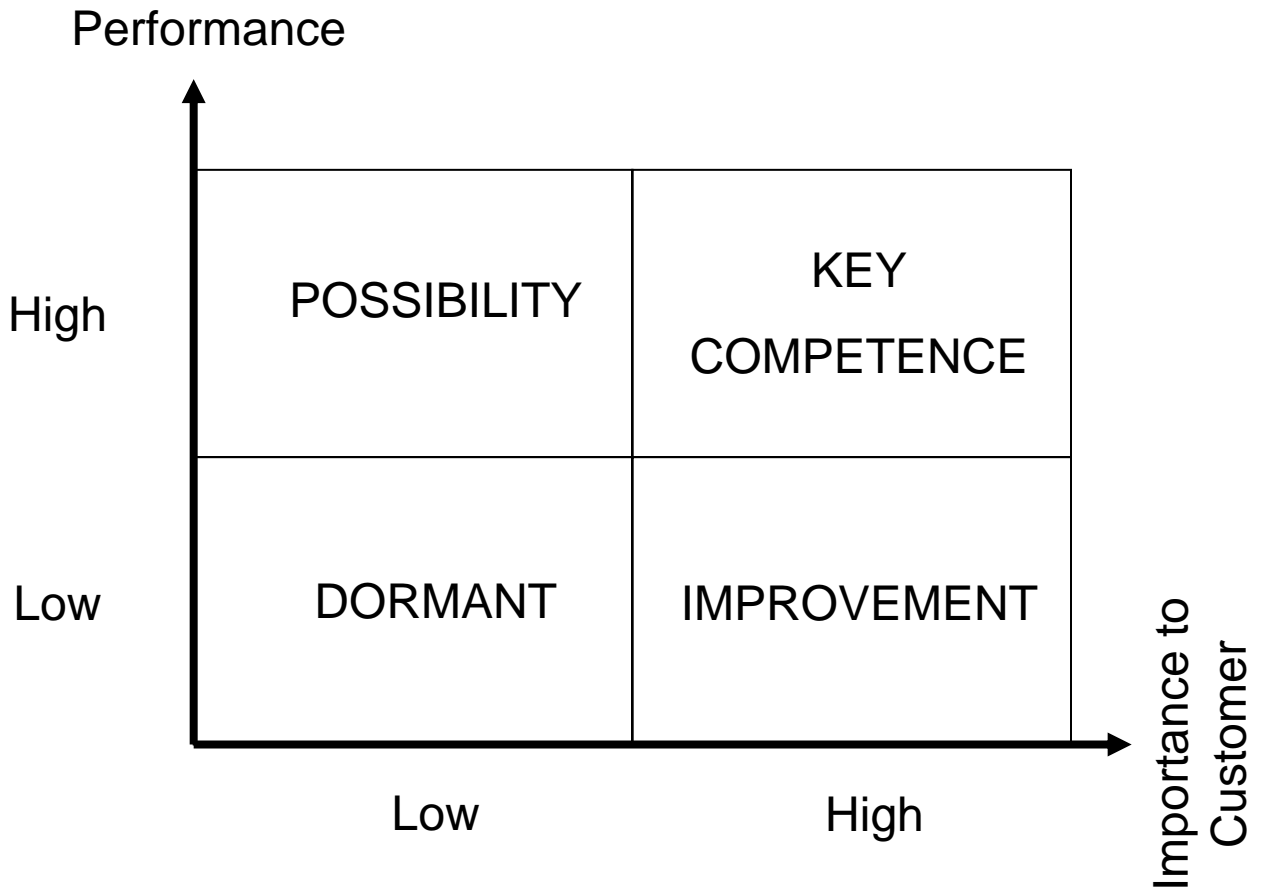 Performance
High
POSSIBILITY
KEY
COMPETENCE
Low
DORMANT
IMPROVEMENT
Low
High
Importance to
Customer